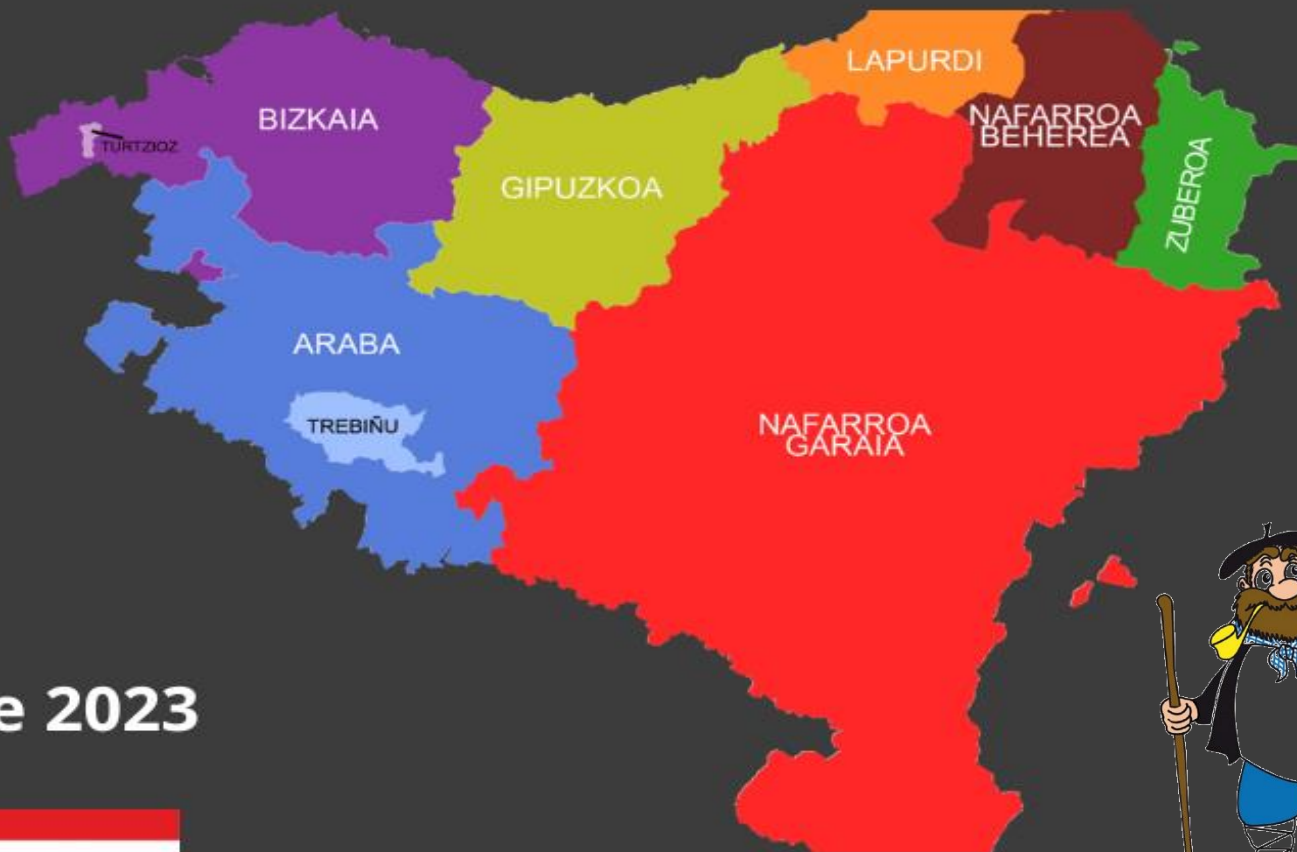 LAPURDI
BIZKAIA
NAFARROA
BEHEREA
TURTZIOZ
GIPUZKOA
ZUBEROA
ARABA
TREBIÑU
NAFARROA
GARAIA
e 2023